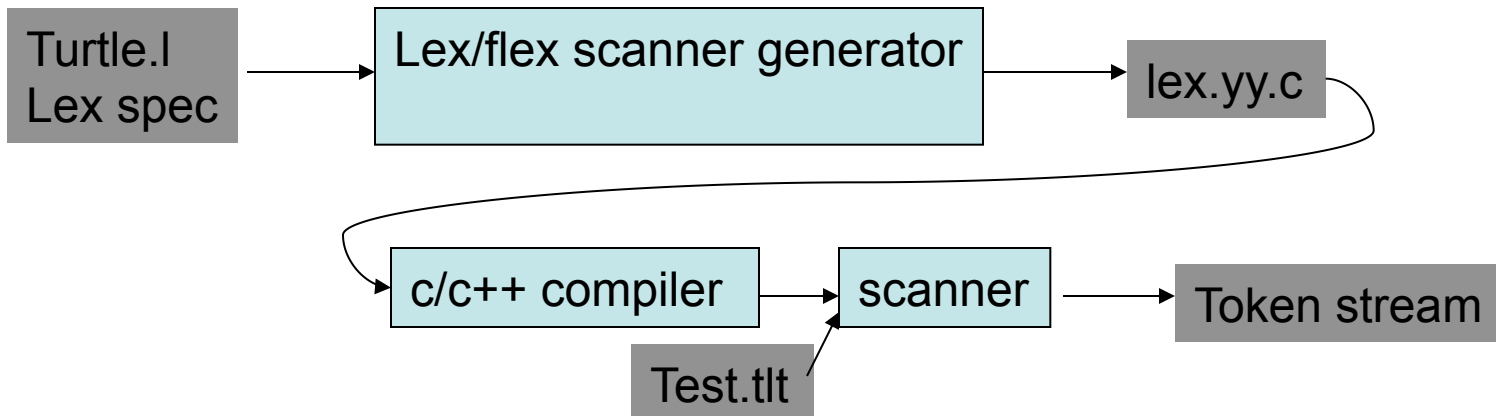 Turtle.l
Lex spec
Lex/flex scanner generator
lex.yy.c
c/c++ compiler
scanner
Token stream
Test.tlt